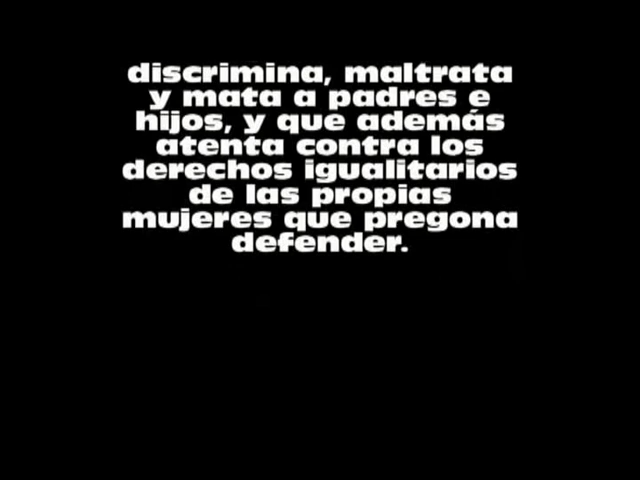 discrimina, maltrata
y mata a padres e
hijos, y que además
atenta contra los
derechos igualitarios
de las propias
mujeres que pregona
defender.